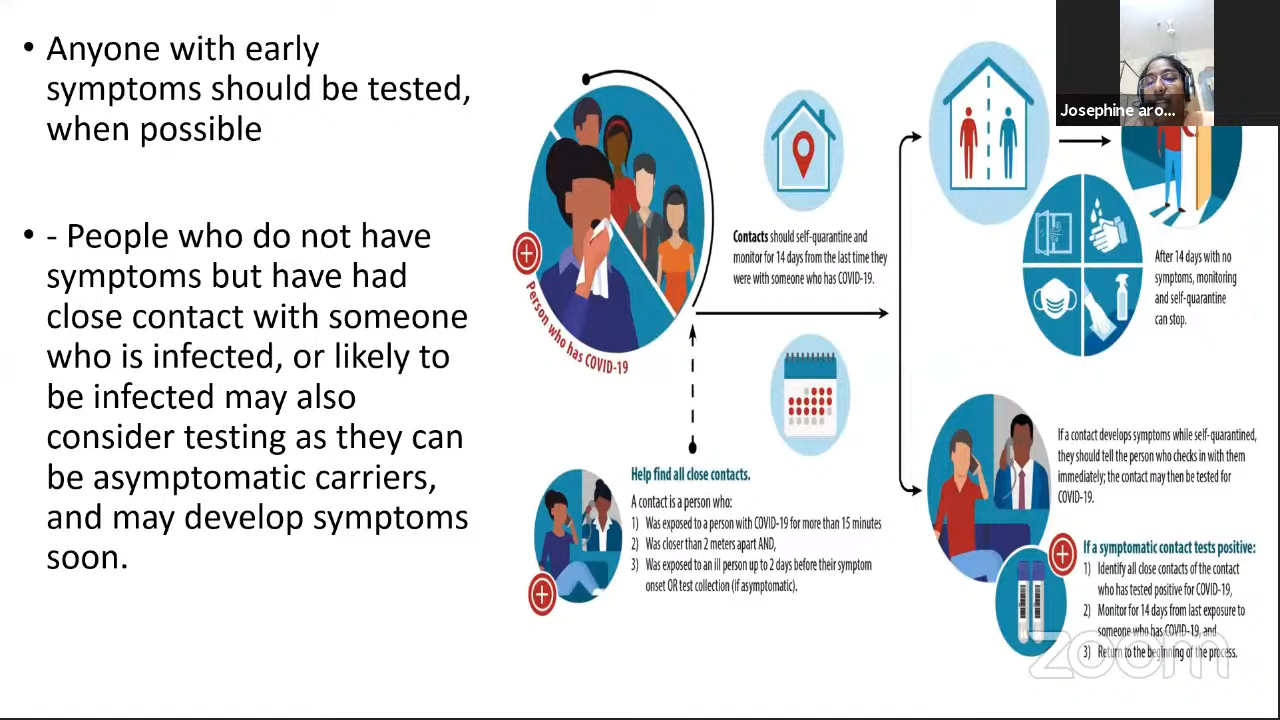 • Anyone with early
symptoms should be tested,
when possible
• - People who do not have
symptoms but have had
close contact with someone
who is infected, or likely to
be infected may also
consider testing as they can
be asymptomatic carriers,
and may develop symptoms
soon.
Person who has COVID-19
Contacts should self-quarantine and
monitor for 14 days from the last time they
were with someone who has COVID-19.
Help find all close contacts.
A contact is a person who:
1) Was exposed to a person with COVID-19 for more than 15 minutes
2) Was closer than 2 meters apart AND,
3) Was exposed to an ill person up to 2 days before their symptom
onset OR test collection (if asymptomatic).
Josephine aro...
After 14 days with no
symptoms, monitoring
and self-quarantine
can stop.
If a contact develops symptoms while self-quarantined,
they should tell the person who checks in with them
immediately; the contact may then be tested for
COVID-19.
If a symptomatic contact tests positive:
1) Identify all close contacts of the contact
who has tested positive for COVID-19,
2) Monitor for 14 days from last exposure to
someone who has COVID-19, and
3) Return to the beginning of the process.
zoom